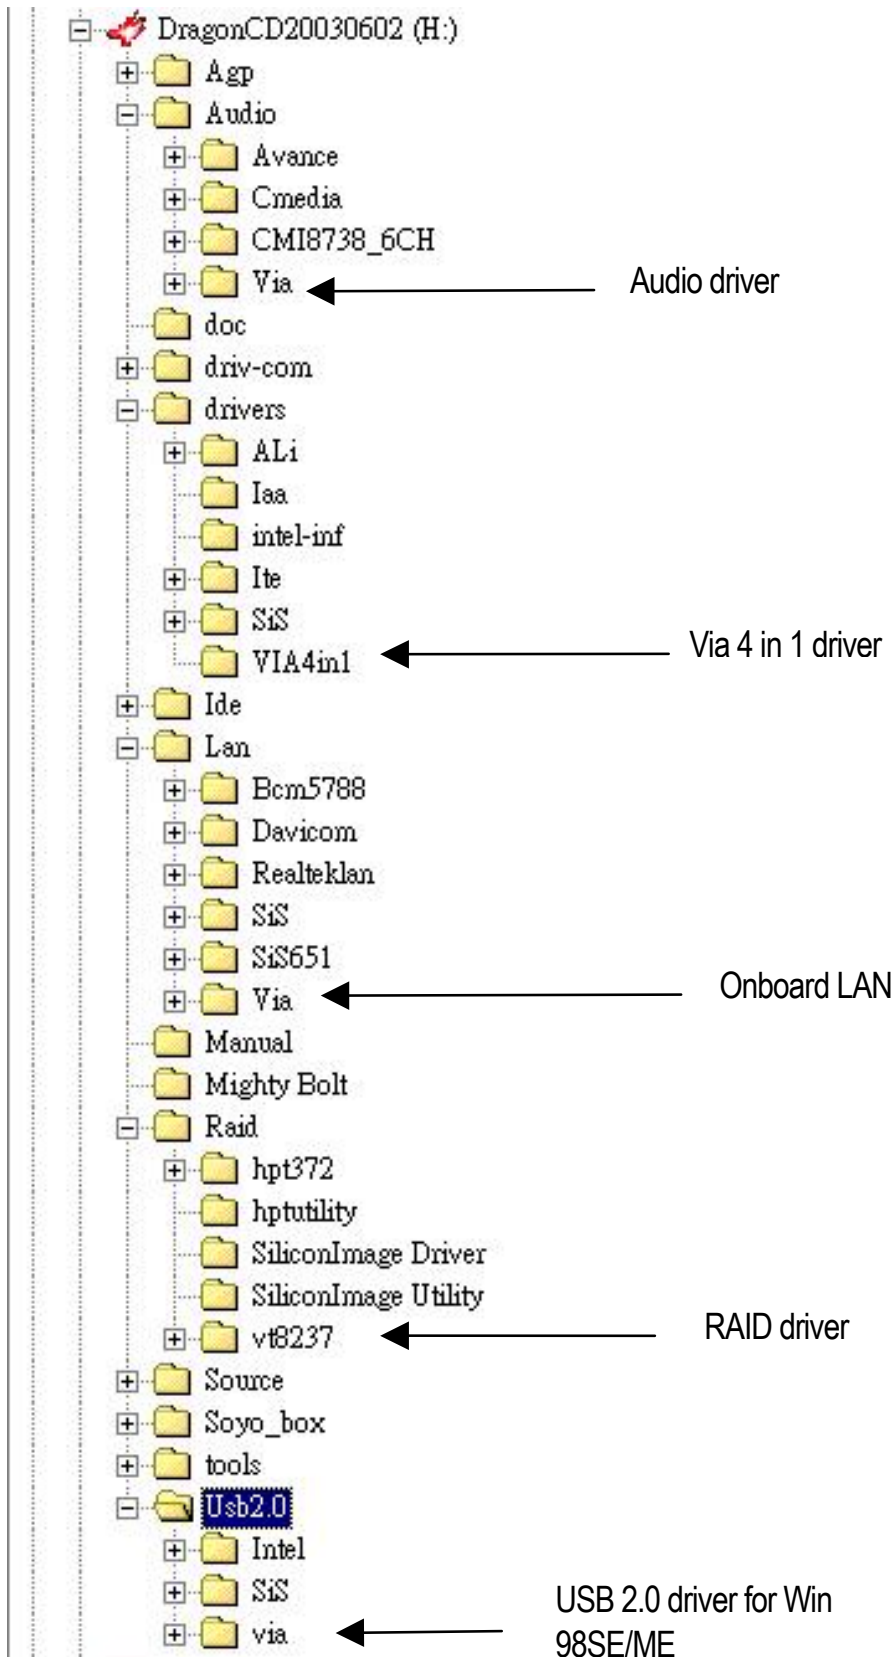 DragonCD20030602 (H:)
Agp
Audio
Avance
Cmedia
CMI8738_6CH
Via
Audio driver
doc
driv-com
drivers
ALi
Iaa
intel-inf
Ite
SiS
VIA4in1
Via 4 in 1 driver
Ide
Lan
Bcm5788
Davicom
Realteklan
SiS
SiS651
Via
Onboard LAN
Manual
Mighty Bolt
Raid
hpt372
hptutility
SiliconImage Driver
SiliconImage Utility
vt8237
RAID driver
Source
Soyo_box
tools
Usb2.0
Intel
SiS
via
USB 2.0 driver for Win
98SE/ME